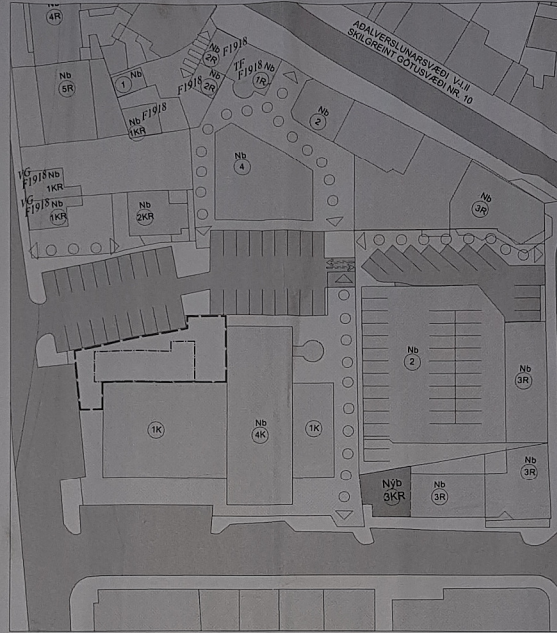 4R
Nb
5R
1
Nb
F1918
Nb
1KR
F1918
Nb
2R
F1918
Nb
2R
TF
F1918
Nb
1R
AÐALVERSLUNARSVÆÐI V-I.II
SKILGREINT GÖTUSVÆÐI NR. 10
Nb
2
Nb
4
VG
F1918
Nb
1KR
VG
F1918
Nb
1KR
Nb
2KR
Nb
3R
Nb
2
Nb
3R
1K
Nb
4K
1K
Nýb
3KR
Nb
3R
Nb
3R